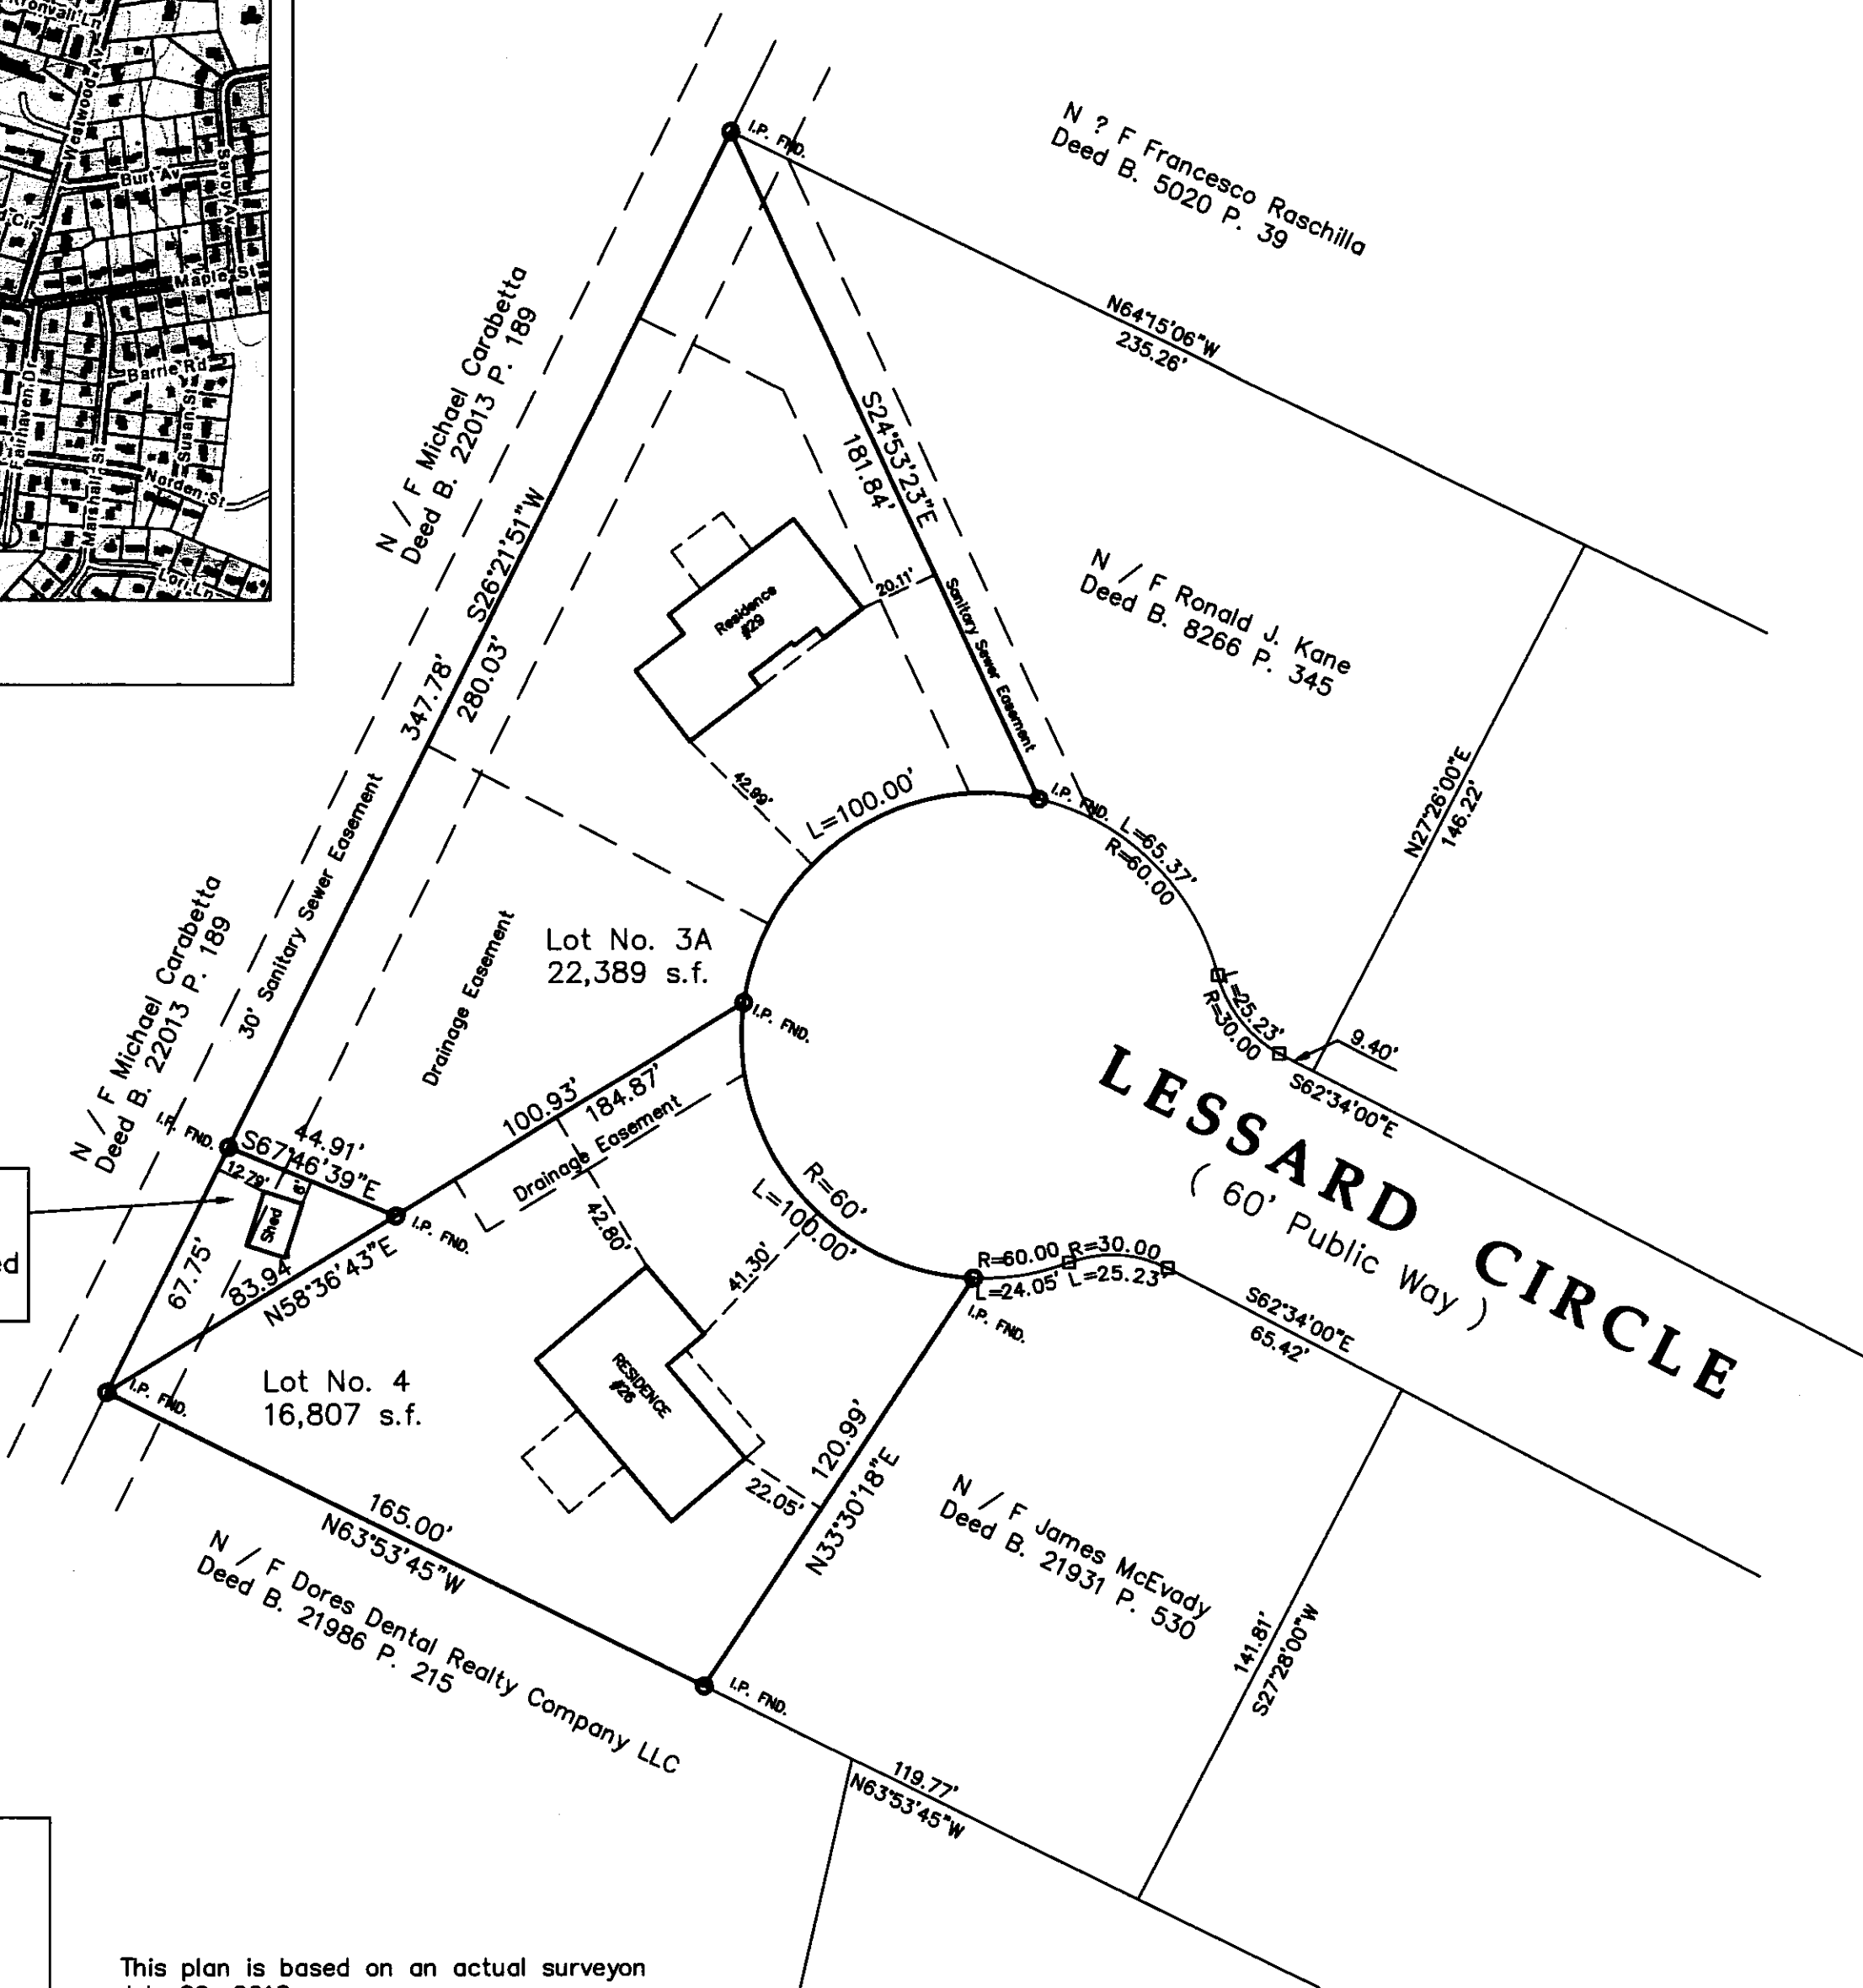 Westwood Av
Burt Av
Savoy Av
Maple St
Barrie Rd
Susan St
Fairhaven Dr
Marshall St
Norden St
Lori Ln
N ? F Francesco Raschilla
Deed B. 5020 P. 39
I.P. FND.
N64°15'06"W
235.26'
N / F Michael Carabetta
Deed B. 22013 P. 189
S26°21'51"W
347.78'
280.03'
S24°53'23"E
181.84'
Sanitary Sewer Easement
Residence
#29
20.11'
42.99'
N / F Ronald J. Kane
Deed B. 8266 P. 345
N27°26'00"E
146.22'
L=100.00'
I.P. FND.
L=65.37'
R=60.00
L=25.23'
R=30.00
9.40'
S62°34'00"E
30' Sanitary Sewer Easement
Drainage Easement
Lot No. 3A
22,389 s.f.
I.P. FND.
N / F Michael Carabetta
Deed B. 22013 P. 189
I.P. FND.
44.91'
S67°46'39"E
12.79'
6'
Shed
100.93'
184.87'
Drainage Easement
I.P. FND.
67.75'
83.94'
N58°36'43"E
42.80'
41.30'
R=60'
L=100.00'
R=60.00
L=24.05'
R=30.00
L=25.23'
I.P. FND.
LESSARD CIRCLE
( 60' Public Way )
S62°34'00"E
65.42'
ed
Lot No. 4
16,807 s.f.
I.P. FND.
RESIDENCE
#26
22.05'
120.99'
N33°30'18"E
165.00'
N63°53'45"W
N / F Dores Dental Realty Company LLC
Deed B. 21986 P. 215
N / F James McEvady
Deed B. 21931 P. 530
141.81'
S27°28'00"W
I.P. FND.
119.77'
N63°53'45"W
This plan is based on an actual surveyon